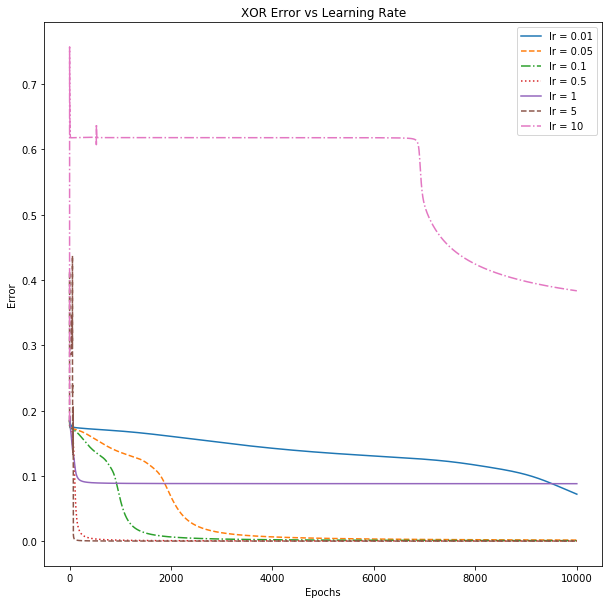 XOR Error vs Learning Rate
lr = 0.01
lr = 0.05
lr = 0.1
lr = 0.5
lr = 1
lr = 5
lr = 10
Error
0.7
0.6
0.5
0.4
0.3
0.2
0.1
0.0
0 2000 4000 6000 8000 10000
Epochs